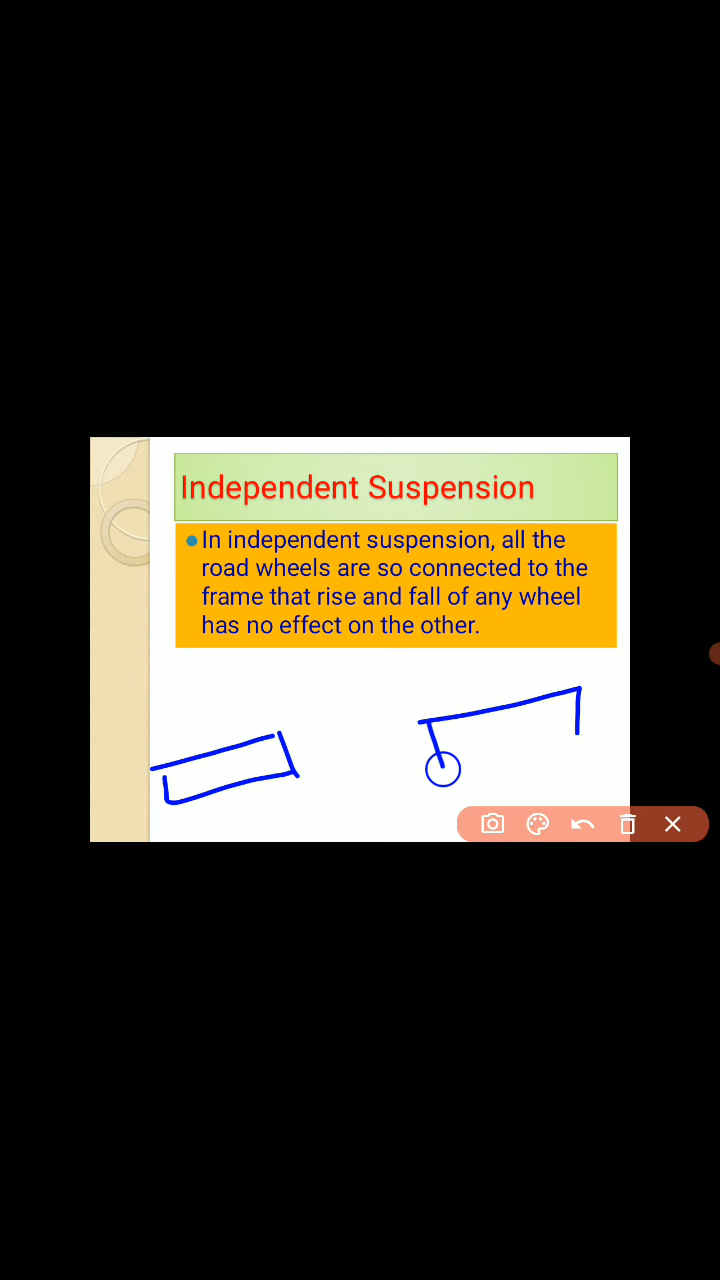 Independent Suspension
In independent suspension, all the
road wheels are so connected to the
frame that rise and fall of any wheel
has no effect on the other.